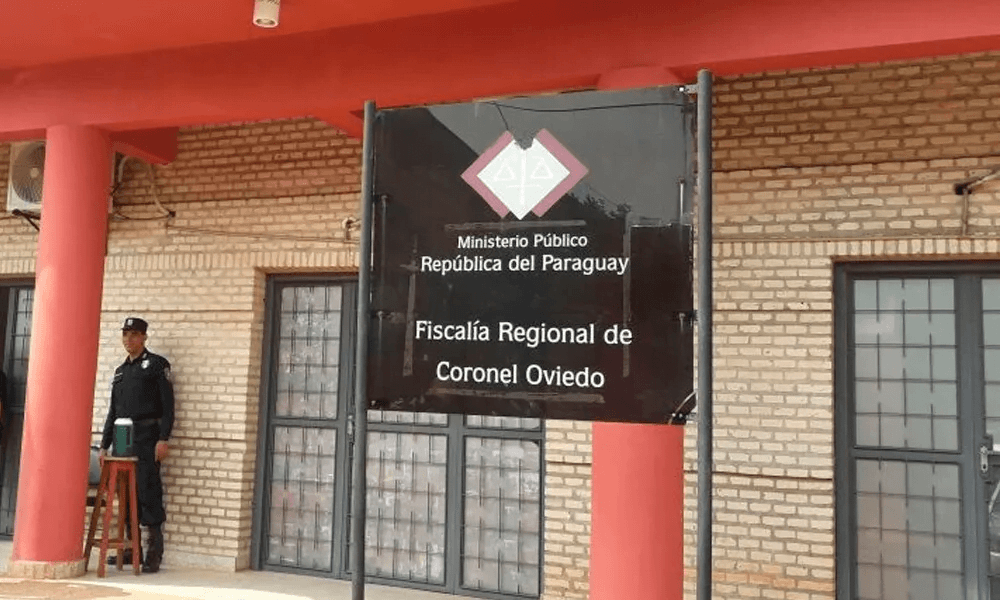 Ministerio Público
República del Paraguay
Fiscalía Regional de
Coronel Oviedo